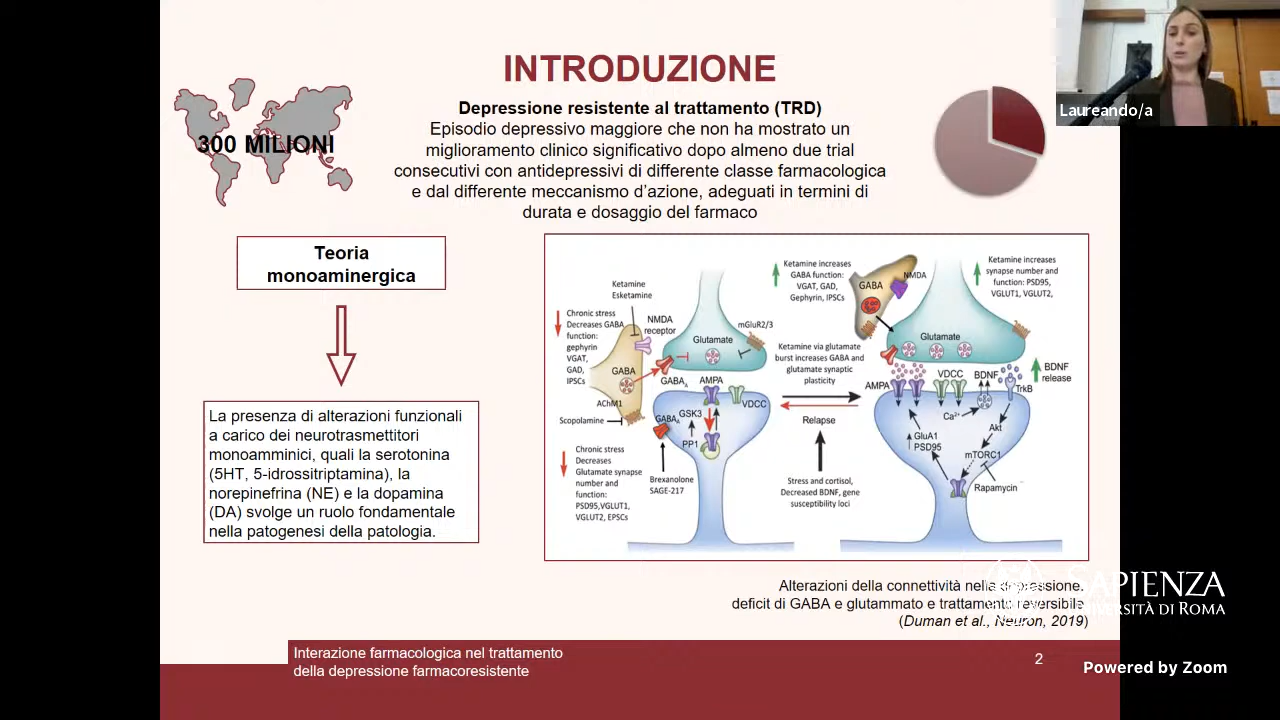 INTRODUZIONE
Depressione resistente al trattamento (TRD)
Episodio depressivo maggiore che non ha mostrato un
miglioramento clinico significativo dopo almeno due trial
consecutivi con antidepressivi di differente classe farmacologica
e dal differente meccanismo d'azione, adeguati in termini di
durata e dosaggio del farmaco
300 MILIONI
Laureando/a
Teoria
monoaminergica
La presenza di alterazioni funzionali
a carico dei neurotrasmettitori
monoamminici, quali la serotonina
(5HT, 5-idrossitriptamina), la
norepinefrina (NE) e la dopamina
(DA) svolge un ruolo fondamentale
nella patogenesi della patologia.
Ketamine
Esketamine
Chronic stress
Decreases GABA
function:
gephyrin
VGAT,
GAD,
IPSCs
NMDA
receptor
mGluR2/3
Glutamate
GABA
GABAA
AMPA
VDCC
AChM1
Scopolamine
GABAA
GSK3
PP1
Chronic stress
Decreases
Glutamate synapse
number and
function:
PSD95,VGLUT1,
VGLUT2, EPSCs
Brexanolone
SAGE-217
Ketamine increases
GABA function:
VGAT, GAD,
Gephyrin, IPSCs
GABA
NMDA
Ketamine increases
synapse number and
function: PSD95,
VGLUT1, VGLUT2,
Ketamine via glutamate
burst increases GABA and
glutamate synaptic
plasticity
Relapse
Stress and cortisol,
Decreased BDNF, gene
susceptibility loci
Glutamate
AMPA
VDCC
BDNF
TrkB
BDNF
release
Ca2+
Akt
GluA1
PSD95
mTORC1
Rapamycin
Alterazioni della connettività
deficit di GABA e glutammato e
(Duman et al., Neuron, 2019)
SAPIENZA
UNIVERSITÀ DI ROMA
Interazione farmacologica nel trattamento
della depressione farmacoresistente
2
Powered by Zoom